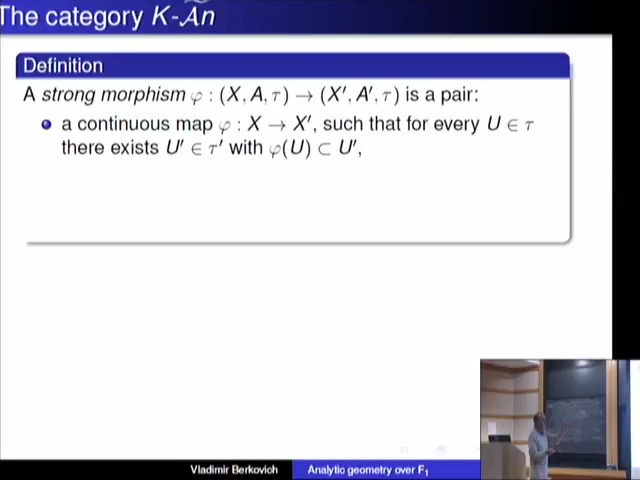 The category K-𝒜̃n
Definition
A strong morphism φ : (X, A, τ) → (X′, A′, τ) is a pair:
a continuous map φ : X → X′, such that for every U ∈ τ
there exists U′ ∈ τ′ with φ(U) ⊂ U′,
Vladimir Berkovich Analytic geometry over F₁